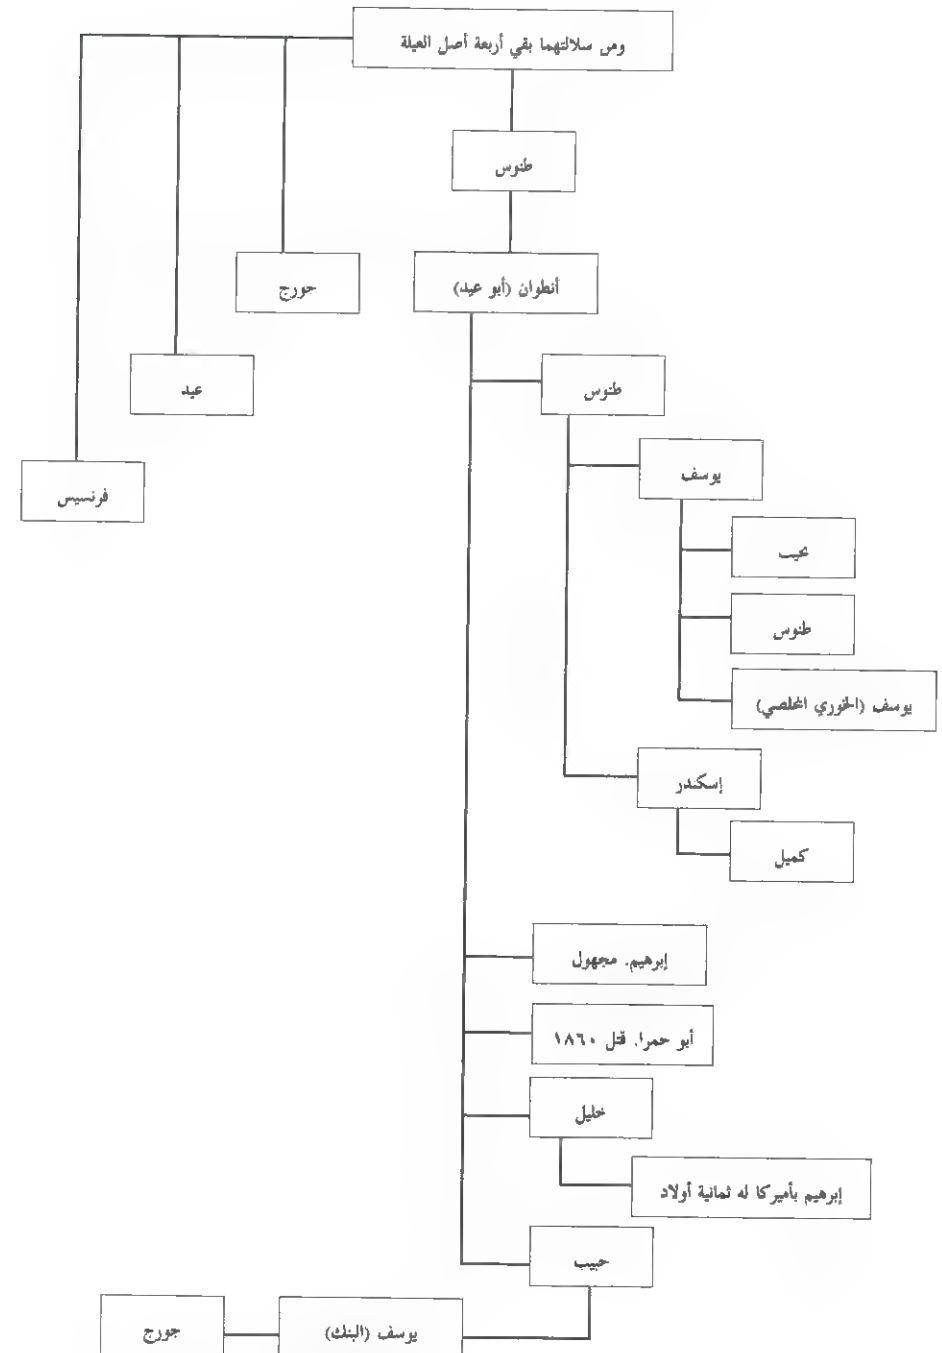 ومن سلالتهما بقي أربعة أصل العيلة
طنوس
جورج
أنطوان (أبو عيد)
عيد
طنوس
فرنسيس
يوسف
نجيب
طنوس
يوسف (الخوري المخلصي)
إسكندر
كميل
إبرهيم. مجهول
أبو حمرا. قتل ١٨٦٠
خليل
إبرهيم بأميركا له ثمانية أولاد
حبيب
يوسف (البنك)
جورج